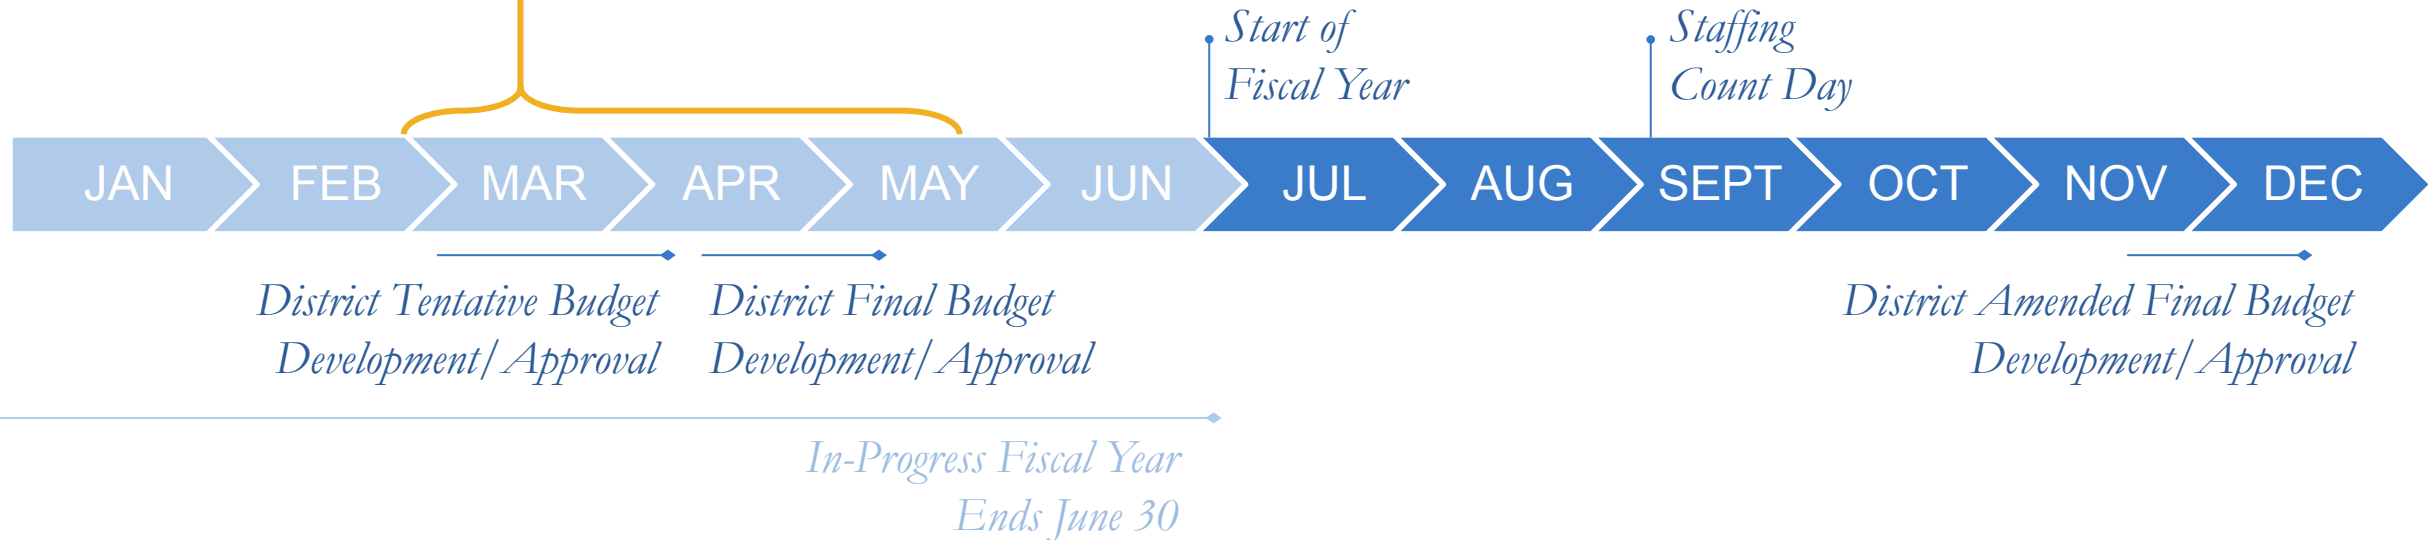 Start of
Fiscal Year
Staffing
Count Day
JAN FEB MAR APR MAY JUN JUL AUG SEPT OCT NOV DEC
District Tentative Budget
Development/Approval
District Final Budget
Development/Approval
District Amended Final Budget
Development/Approval
In-Progress Fiscal Year
Ends June 30